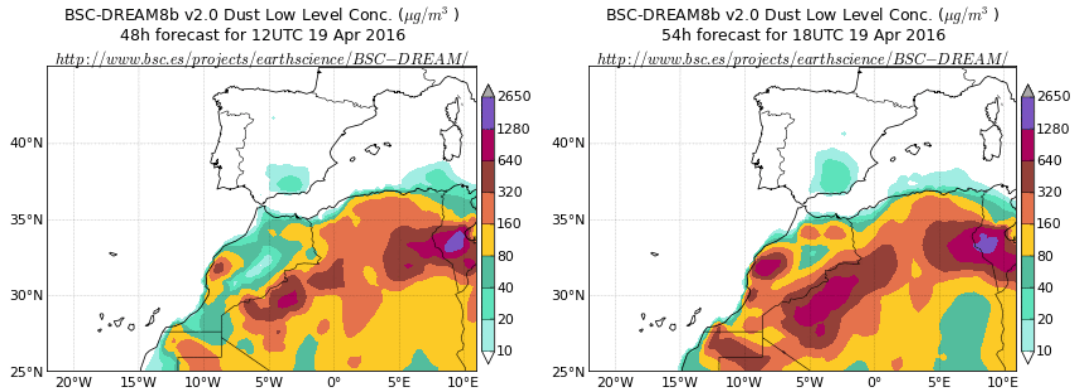 BSC-DREAM8b v2.0 Dust Low Level Conc. (μg/m³ )
48h forecast for 12UTC 19 Apr 2016
http://www.bsc.es/projects/earthscience/BSC−DREAM/
40°N
35°N
30°N
25°N
20°W 15°W 10°W 5°W 0° 5°E 10°E
2650
1280
640
320
160
80
40
20
10
BSC-DREAM8b v2.0 Dust Low Level Conc. (μg/m³ )
54h forecast for 18UTC 19 Apr 2016
http://www.bsc.es/projects/earthscience/BSC−DREAM/
40°N
35°N
30°N
25°N
20°W 15°W 10°W 5°W 0° 5°E 10°E
2650
1280
640
320
160
80
40
20
10